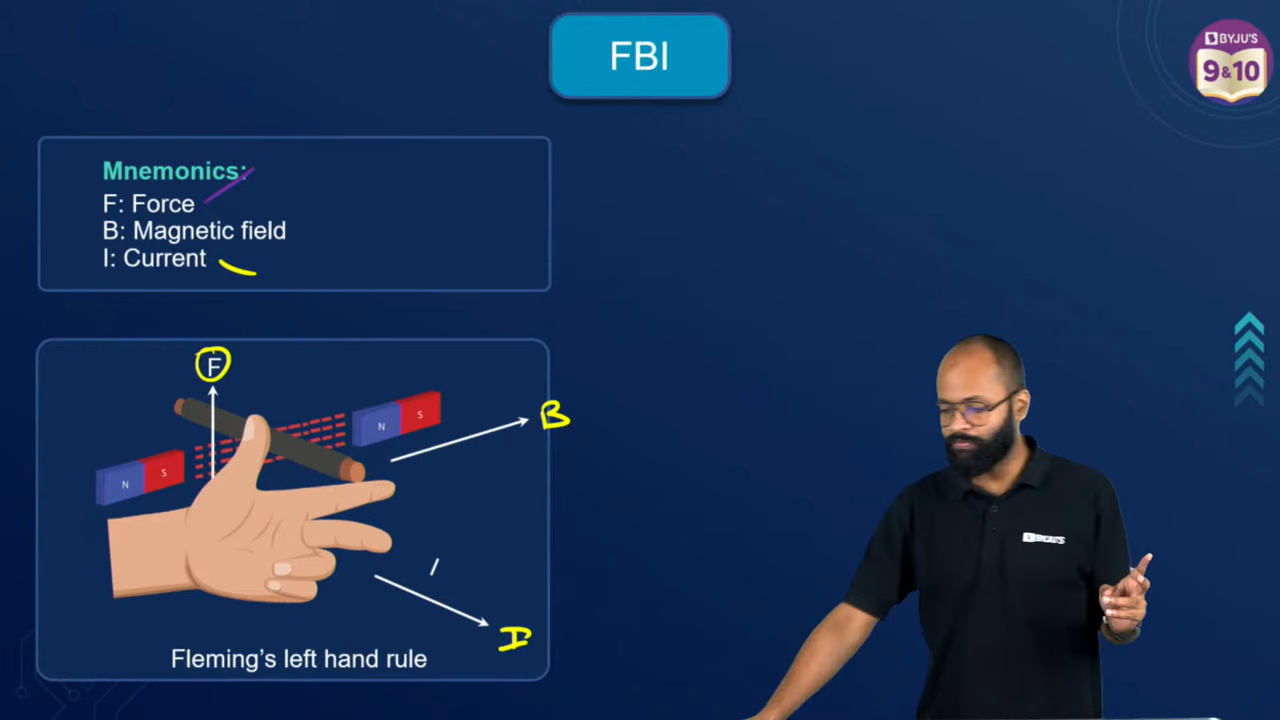 FBI
BYJU'S
9&10
Mnemonics:
F: Force
B: Magnetic field
I: Current
F
B
N S
N S
I
Fleming's left hand rule
BYJU'S